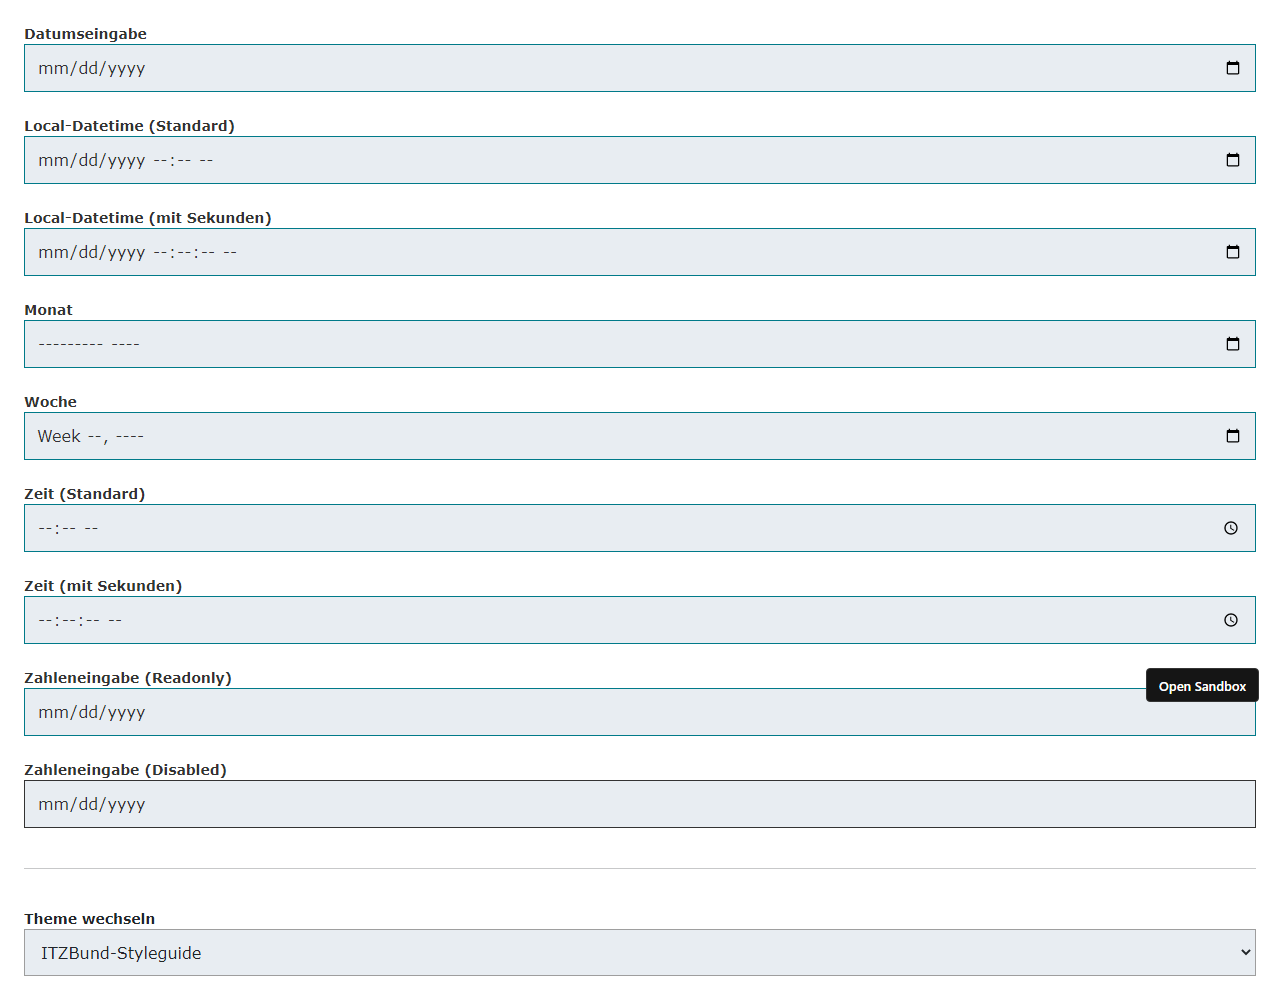 Datumseingabe
mm/dd/yyyy
Local-Datetime (Standard)
mm/dd/yyyy --:-- --
Local-Datetime (mit Sekunden)
mm/dd/yyyy --:--:-- --
Monat
--------- ----
Woche
Week --, ----
Zeit (Standard)
--:-- --
Zeit (mit Sekunden)
--:--:-- --
Zahleneingabe (Readonly)
Open Sandbox
mm/dd/yyyy
Zahleneingabe (Disabled)
mm/dd/yyyy
Theme wechseln
ITZBund-Styleguide